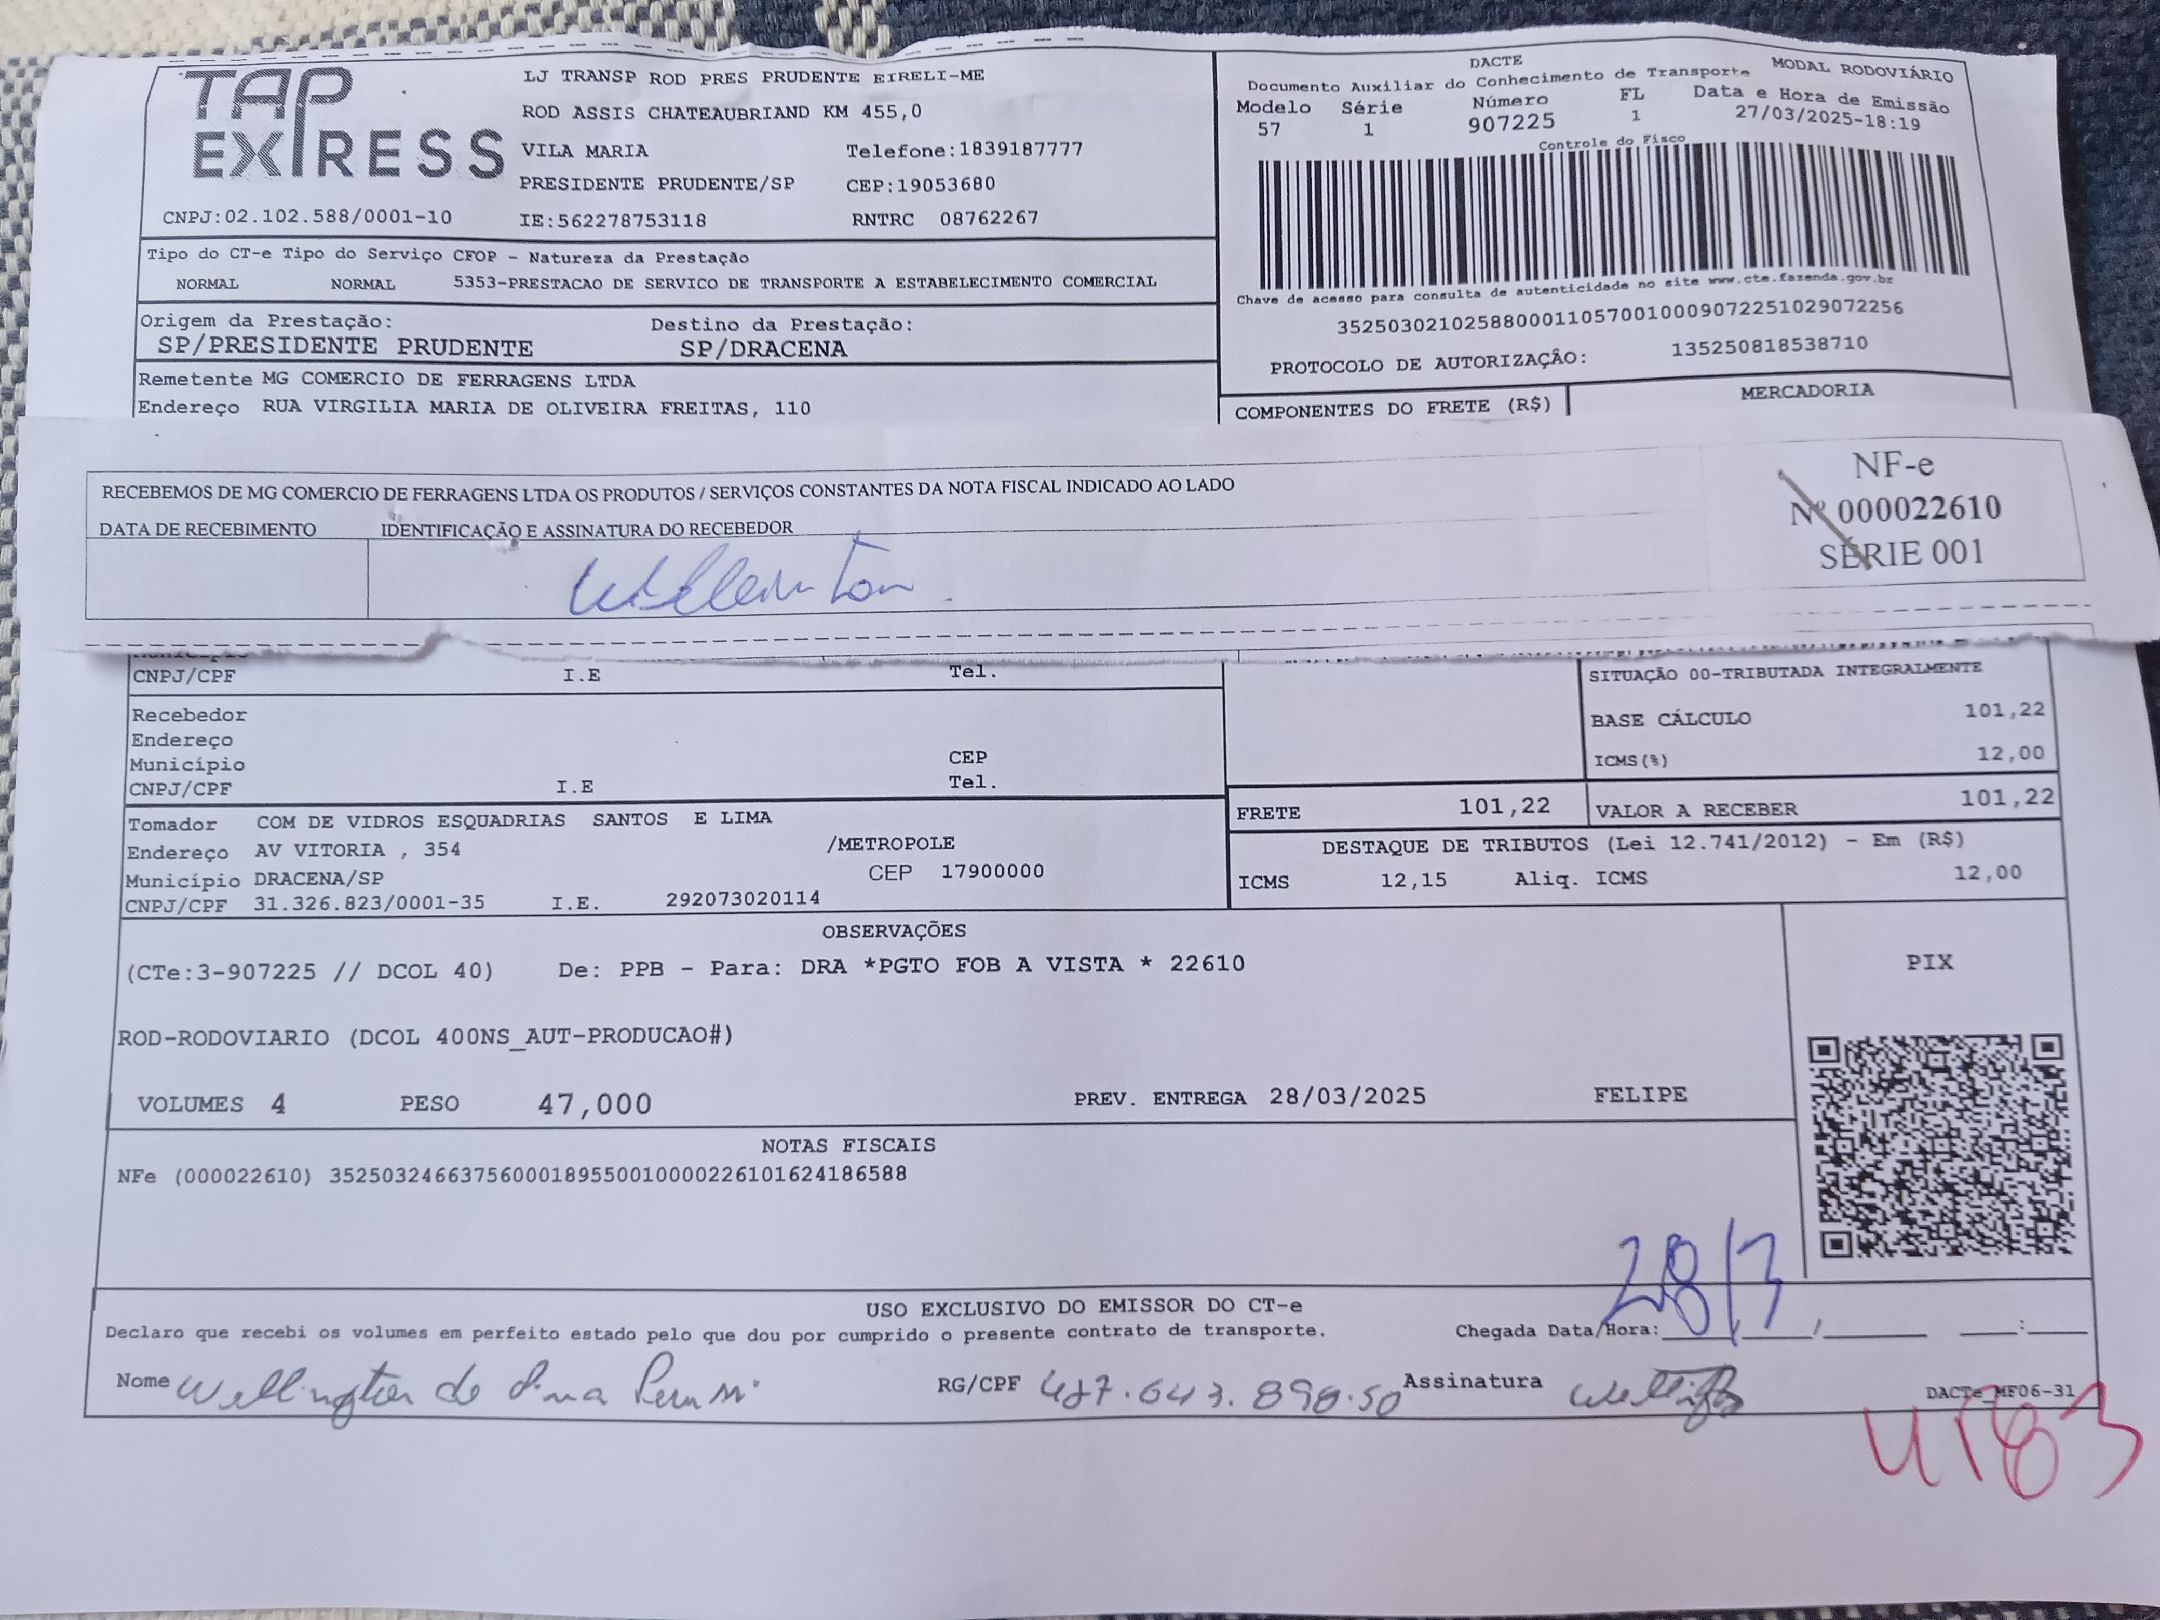 TAP EXPRESS
LJ TRANSP ROD PRES PRUDENTE EIRELI-ME
ROD ASSIS CHATEAUBRIAND KM 455,0
VILA MARIA Telefone:1839187777
PRESIDENTE PRUDENTE/SP CEP:19053680
CNPJ:02.102.588/0001-10 IE:562278753118 RNTRC 08762267
DACTE MODAL RODOVIÁRIO
Documento Auxiliar do Conhecimento de Transporte
Modelo Série Número FL Data e Hora de Emissão
57 1 907225 1 27/03/2025-18:19
Controle do Fisco
Chave de acesso para consulta de autenticidade no site www.cte.fazenda.gov.br
35250302102588000110570010009072251029072256
PROTOCOLO DE AUTORIZAÇÃO: 135250818538710
Tipo do CT-e Tipo do Serviço CFOP - Natureza da Prestação
NORMAL NORMAL 5353-PRESTACAO DE SERVICO DE TRANSPORTE A ESTABELECIMENTO COMERCIAL
Origem da Prestação: Destino da Prestação:
SP/PRESIDENTE PRUDENTE SP/DRACENA
Remetente MG COMERCIO DE FERRAGENS LTDA
Endereço RUA VIRGILIA MARIA DE OLIVEIRA FREITAS, 110
COMPONENTES DO FRETE (R$) MERCADORIA
RECEBEMOS DE MG COMERCIO DE FERRAGENS LTDA OS PRODUTOS / SERVIÇOS CONSTANTES DA NOTA FISCAL INDICADO AO LADO
DATA DE RECEBIMENTO IDENTIFICAÇÃO E ASSINATURA DO RECEBEDOR
NF-e
Nº 000022610
SÉRIE 001
CNPJ/CPF I.E Tel.
Recebedor
Endereço
Município CEP
CNPJ/CPF I.E Tel.
SITUAÇÃO 00-TRIBUTADA INTEGRALMENTE
BASE CÁLCULO 101,22
ICMS(%) 12,00
FRETE 101,22 VALOR A RECEBER 101,22
Tomador COM DE VIDROS ESQUADRIAS SANTOS E LIMA
Endereço AV VITORIA , 354 /METROPOLE
Município DRACENA/SP CEP 17900000
CNPJ/CPF 31.326.823/0001-35 I.E. 292073020114
DESTAQUE DE TRIBUTOS (Lei 12.741/2012) - Em (R$)
ICMS 12,15 Aliq. ICMS 12,00
OBSERVAÇÕES
(CTe:3-907225 // DCOL 40) De: PPB - Para: DRA *PGTO FOB A VISTA * 22610
PIX
ROD-RODOVIARIO (DCOL 400NS_AUT-PRODUCAO#)
VOLUMES 4 PESO 47,000 PREV. ENTREGA 28/03/2025 FELIPE
NOTAS FISCAIS
NFe (000022610) 35250324663756000189550010000226101624186588
28/3
USO EXCLUSIVO DO EMISSOR DO CT-e
Declaro que recebi os volumes em perfeito estado pelo que dou por cumprido o presente contrato de transporte. Chegada Data/Hora:____/____/____ ____:____
Nome Wellington de Lima RG/CPF 487.643.898.50 Assinatura
DACTe_MF06-31
4183